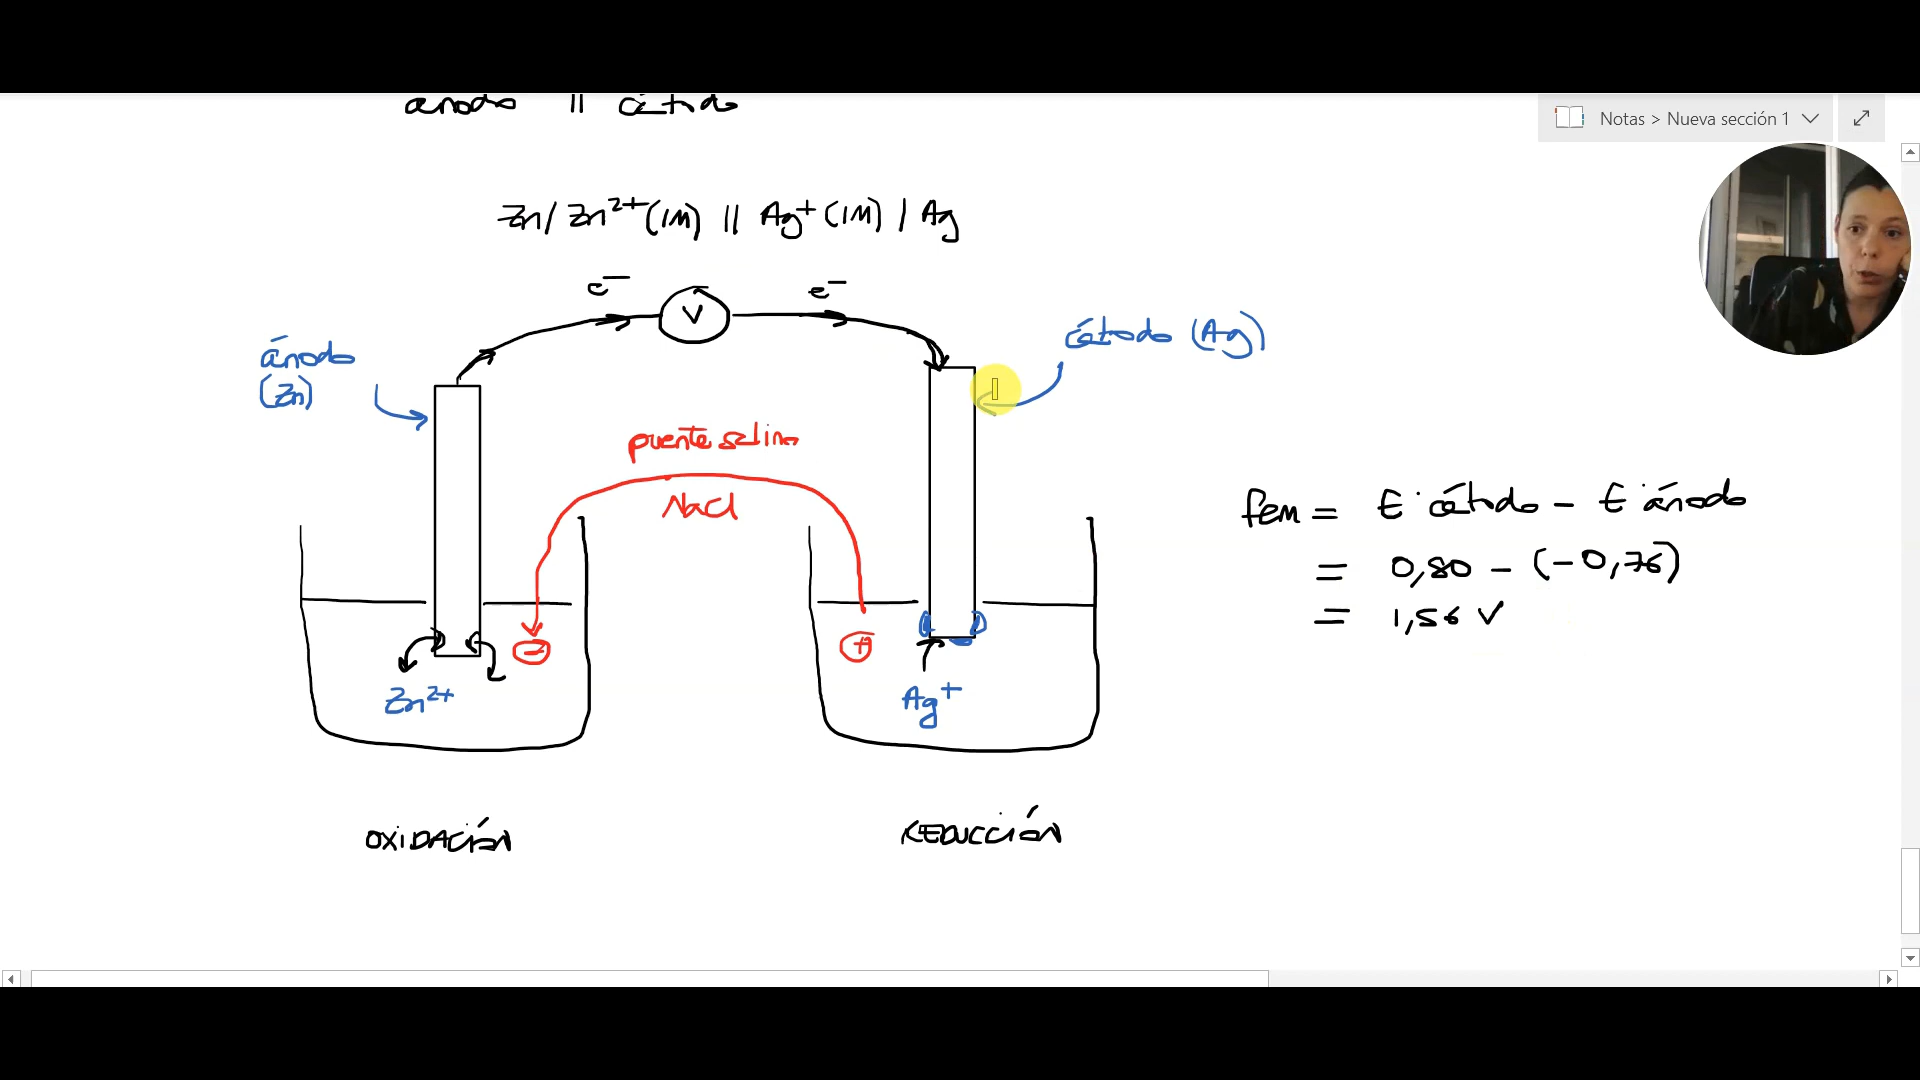 ánodo || cátodo
Notas > Nueva sección 1
Zn/Zn²⁺(1M) || Ag⁺(1M) / Ag
e⁻ V e⁻
ánodo
(Zn)
cátodo (Ag)
puente salino
NaCl
fem = E°cátodo - E°ánodo
= 0,80 - (-0,76)
= 1,56 V
- +
Zn²⁺
Ag⁺
OXIDACIÓN
REDUCCIÓN